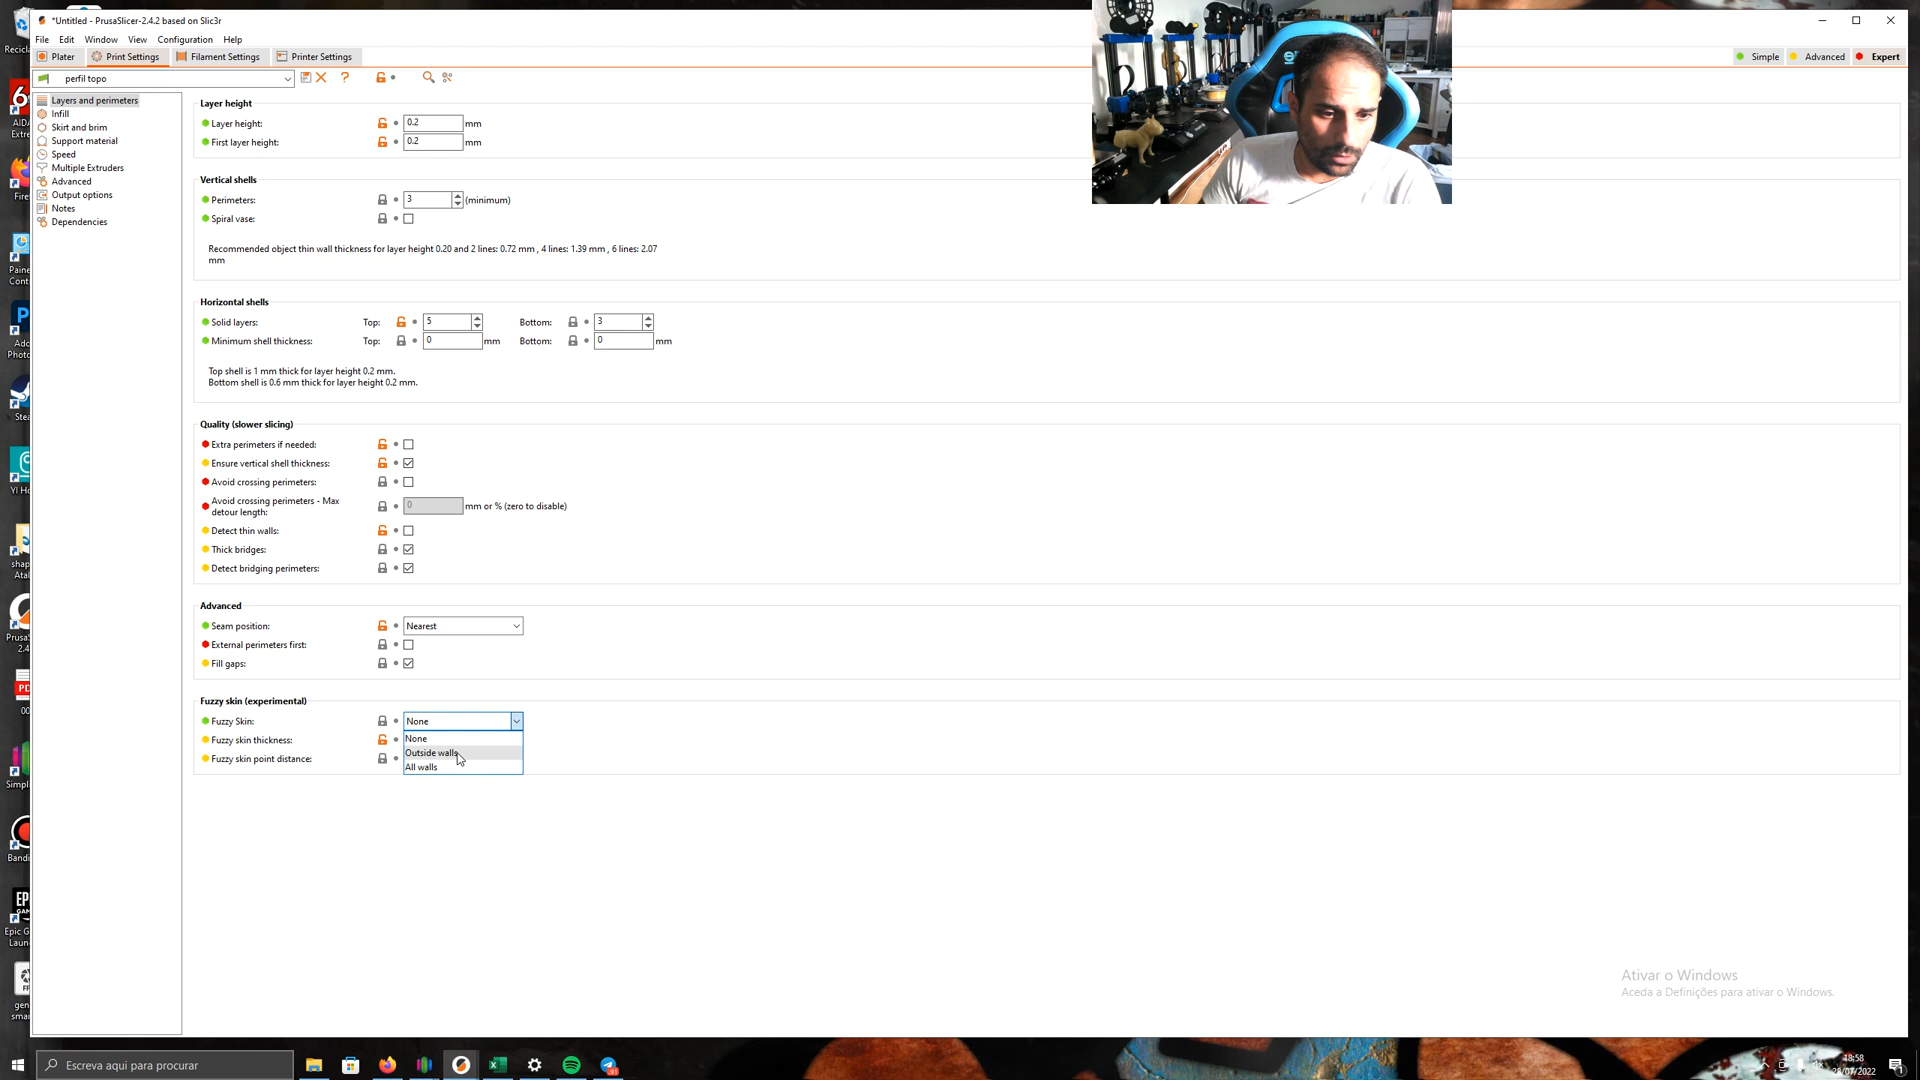 *Untitled - PrusaSlicer-2.4.2 based on Slic3r
File Edit Window View Configuration Help
Plater Print Settings Filament Settings Printer Settings Simple Advanced Expert
perfil topo
Layers and perimeters
Infill
Skirt and brim
Support material
Speed
Multiple Extruders
Advanced
Output options
Notes
Dependencies
Layer height
Layer height: 0.2 mm
First layer height: 0.2 mm
Vertical shells
Perimeters: 3 (minimum)
Spiral vase:
Recommended object thin wall thickness for layer height 0.20 and 2 lines: 0.72 mm , 4 lines: 1.39 mm , 6 lines: 2.07
mm
Horizontal shells
Solid layers: Top: 5 Bottom: 3
Minimum shell thickness: Top: 0 mm Bottom: 0 mm
Top shell is 1 mm thick for layer height 0.2 mm.
Bottom shell is 0.6 mm thick for layer height 0.2 mm.
Quality (slower slicing)
Extra perimeters if needed:
Ensure vertical shell thickness:
Avoid crossing perimeters:
Avoid crossing perimeters - Max
detour length: 0 mm or % (zero to disable)
Detect thin walls:
Thick bridges:
Detect bridging perimeters:
Advanced
Seam position: Nearest
External perimeters first:
Fill gaps:
Fuzzy skin (experimental)
Fuzzy Skin: None
Fuzzy skin thickness:
Fuzzy skin point distance:
None
Outside walls
All walls
Ativar o Windows
Aceda a Definições para ativar o Windows.
Escreva aqui para procurar
18:58
28/07/2022